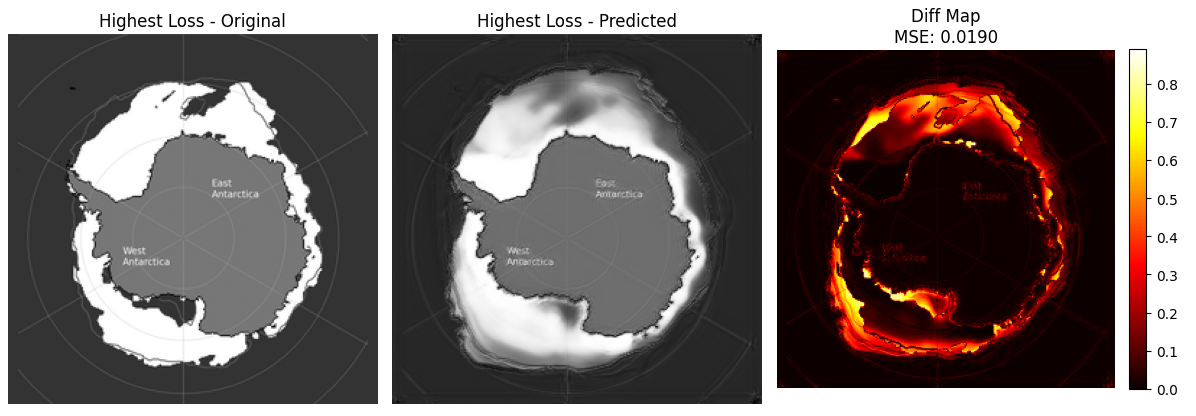 Highest Loss - Original
Highest Loss - Predicted
Diff Map
MSE: 0.0190
East
Antarctica
West
Antarctica
East
Antarctica
West
Antarctica
0.8
0.7
0.6
0.5
0.4
0.3
0.2
0.1
0.0